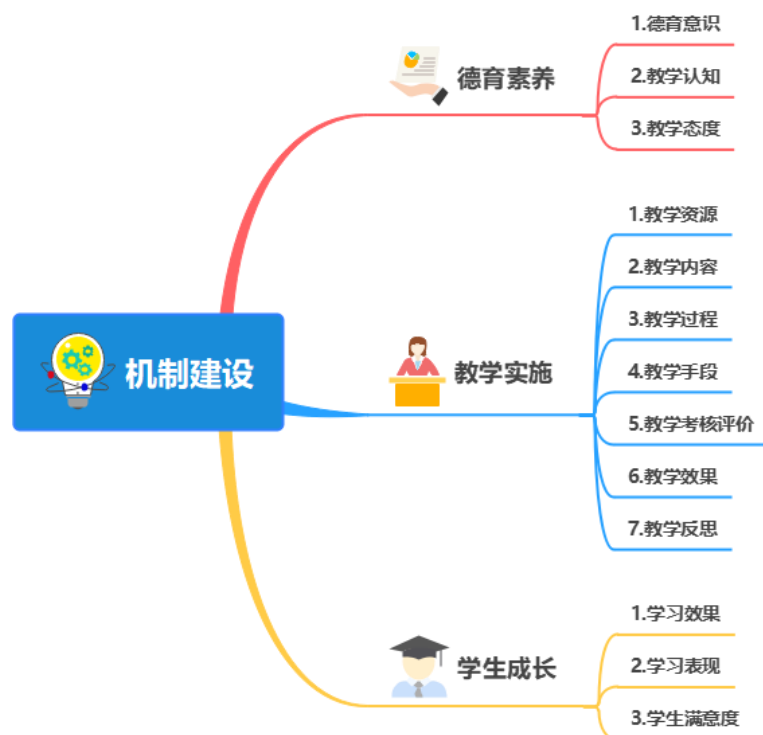 机制建设
德育素养
1.德育意识
2.教学认知
3.教学态度
教学实施
1.教学资源
2.教学内容
3.教学过程
4.教学手段
5.教学考核评价
6.教学效果
7.教学反思
学生成长
1.学习效果
2.学习表现
3.学生满意度